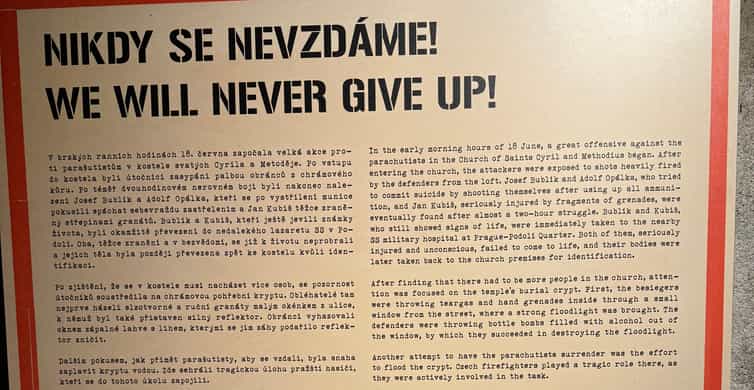 NIKDY SE NEVZDÁME!
WE WILL NEVER GIVE UP!
V brzkých ranních hodinách 18. června započala velká akce pro-
ti parašutistům v kostele svatých Cyrila a Metoděje. Po vstupu
do kostela byli útočníci zasypáni palbou obránců z chrámového
kůru. Po téměř dvouhodinovém nerovném boji byli nakonec nale-
zeni Josef Bublík a Adolf Opálka, kteří se po vystřílení munice
pokusili spáchat sebevraždu zastřelením a Jan Kubiš těžce zraně-
ný střepinami granátů. Bublík a Kubiš, kteří ještě jevili známky
života, byli okamžitě převezeni do nedalekého lazaretu SS v Po-
dolí. Oba, těžce zraněni a v bezvědomí, se již k životu neprobrali
a jejich těla byla později převezena zpět ke kostelu kvůli iden-
tifikaci.
Po zjištění, že se v kostele musí nacházet více osob, se pozornost
útočníků soustředila na chrámovou pohřební kryptu. Obléhatelé tam
nejprve házeli slzotvorné a ruční granáty malým okénkem z ulice,
k němuž byl také přistaven silný reflektor. Obránci vyhazovali
oknem zápalné lahve s lihem, kterými se jim záhy podařilo reflek-
tor zničit.
Dalším pokusem, jak přimět parašutisty, aby se vzdali, byla snaha
zaplavit kryptu vodou. Zde sehráli tragickou úlohu pražští hasiči,
kteří se do tohoto úkolu zapojili.
In the early morning hours of 18 June, a great offensive against the
parachutists in the Church of Saints Cyril and Methodius began. After
entering the church, the attackers were exposed to shots heavily fired
by the defenders from the loft. Josef Bublík and Adolf Opálka, who tried
to commit suicide by shooting themselves after using up all ammuni-
tion, and Jan Kubiš, seriously injured by fragments of grenades, were
eventually found after almost a two-hour struggle. Bublík and Kubiš,
who still showed signs of life, were immediately taken to the nearby
SS military hospital at Prague-Podolí Quarter. Both of them, seriously
injured and unconscious, failed to come to life, and their bodies were
later taken back to the church premises for identification.
After finding that there had to be more people in the church, atten-
tion was focused on the temple's burial crypt. First, the besiegers
were throwing teargas and hand grenades inside through a small
window from the street, where a strong floodlight was brought. The
defenders were throwing bottle bombs filled with alcohol out of
the window, by which they succeeded in destroying the floodlight.
Another attempt to have the parachutists surrender was the effort
to flood the crypt. Czech firefighters played a tragic role there, as
they were actively involved in the task.